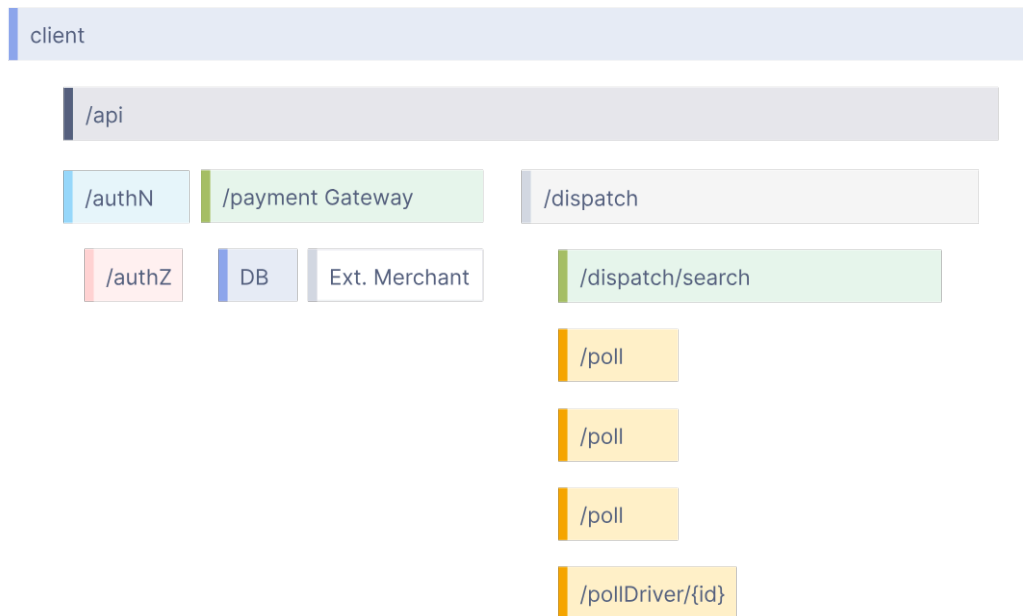 client
/api
/authN
/payment Gateway
/dispatch
/authZ
DB
Ext. Merchant
/dispatch/search
/poll
/poll
/poll
/pollDriver/{id}